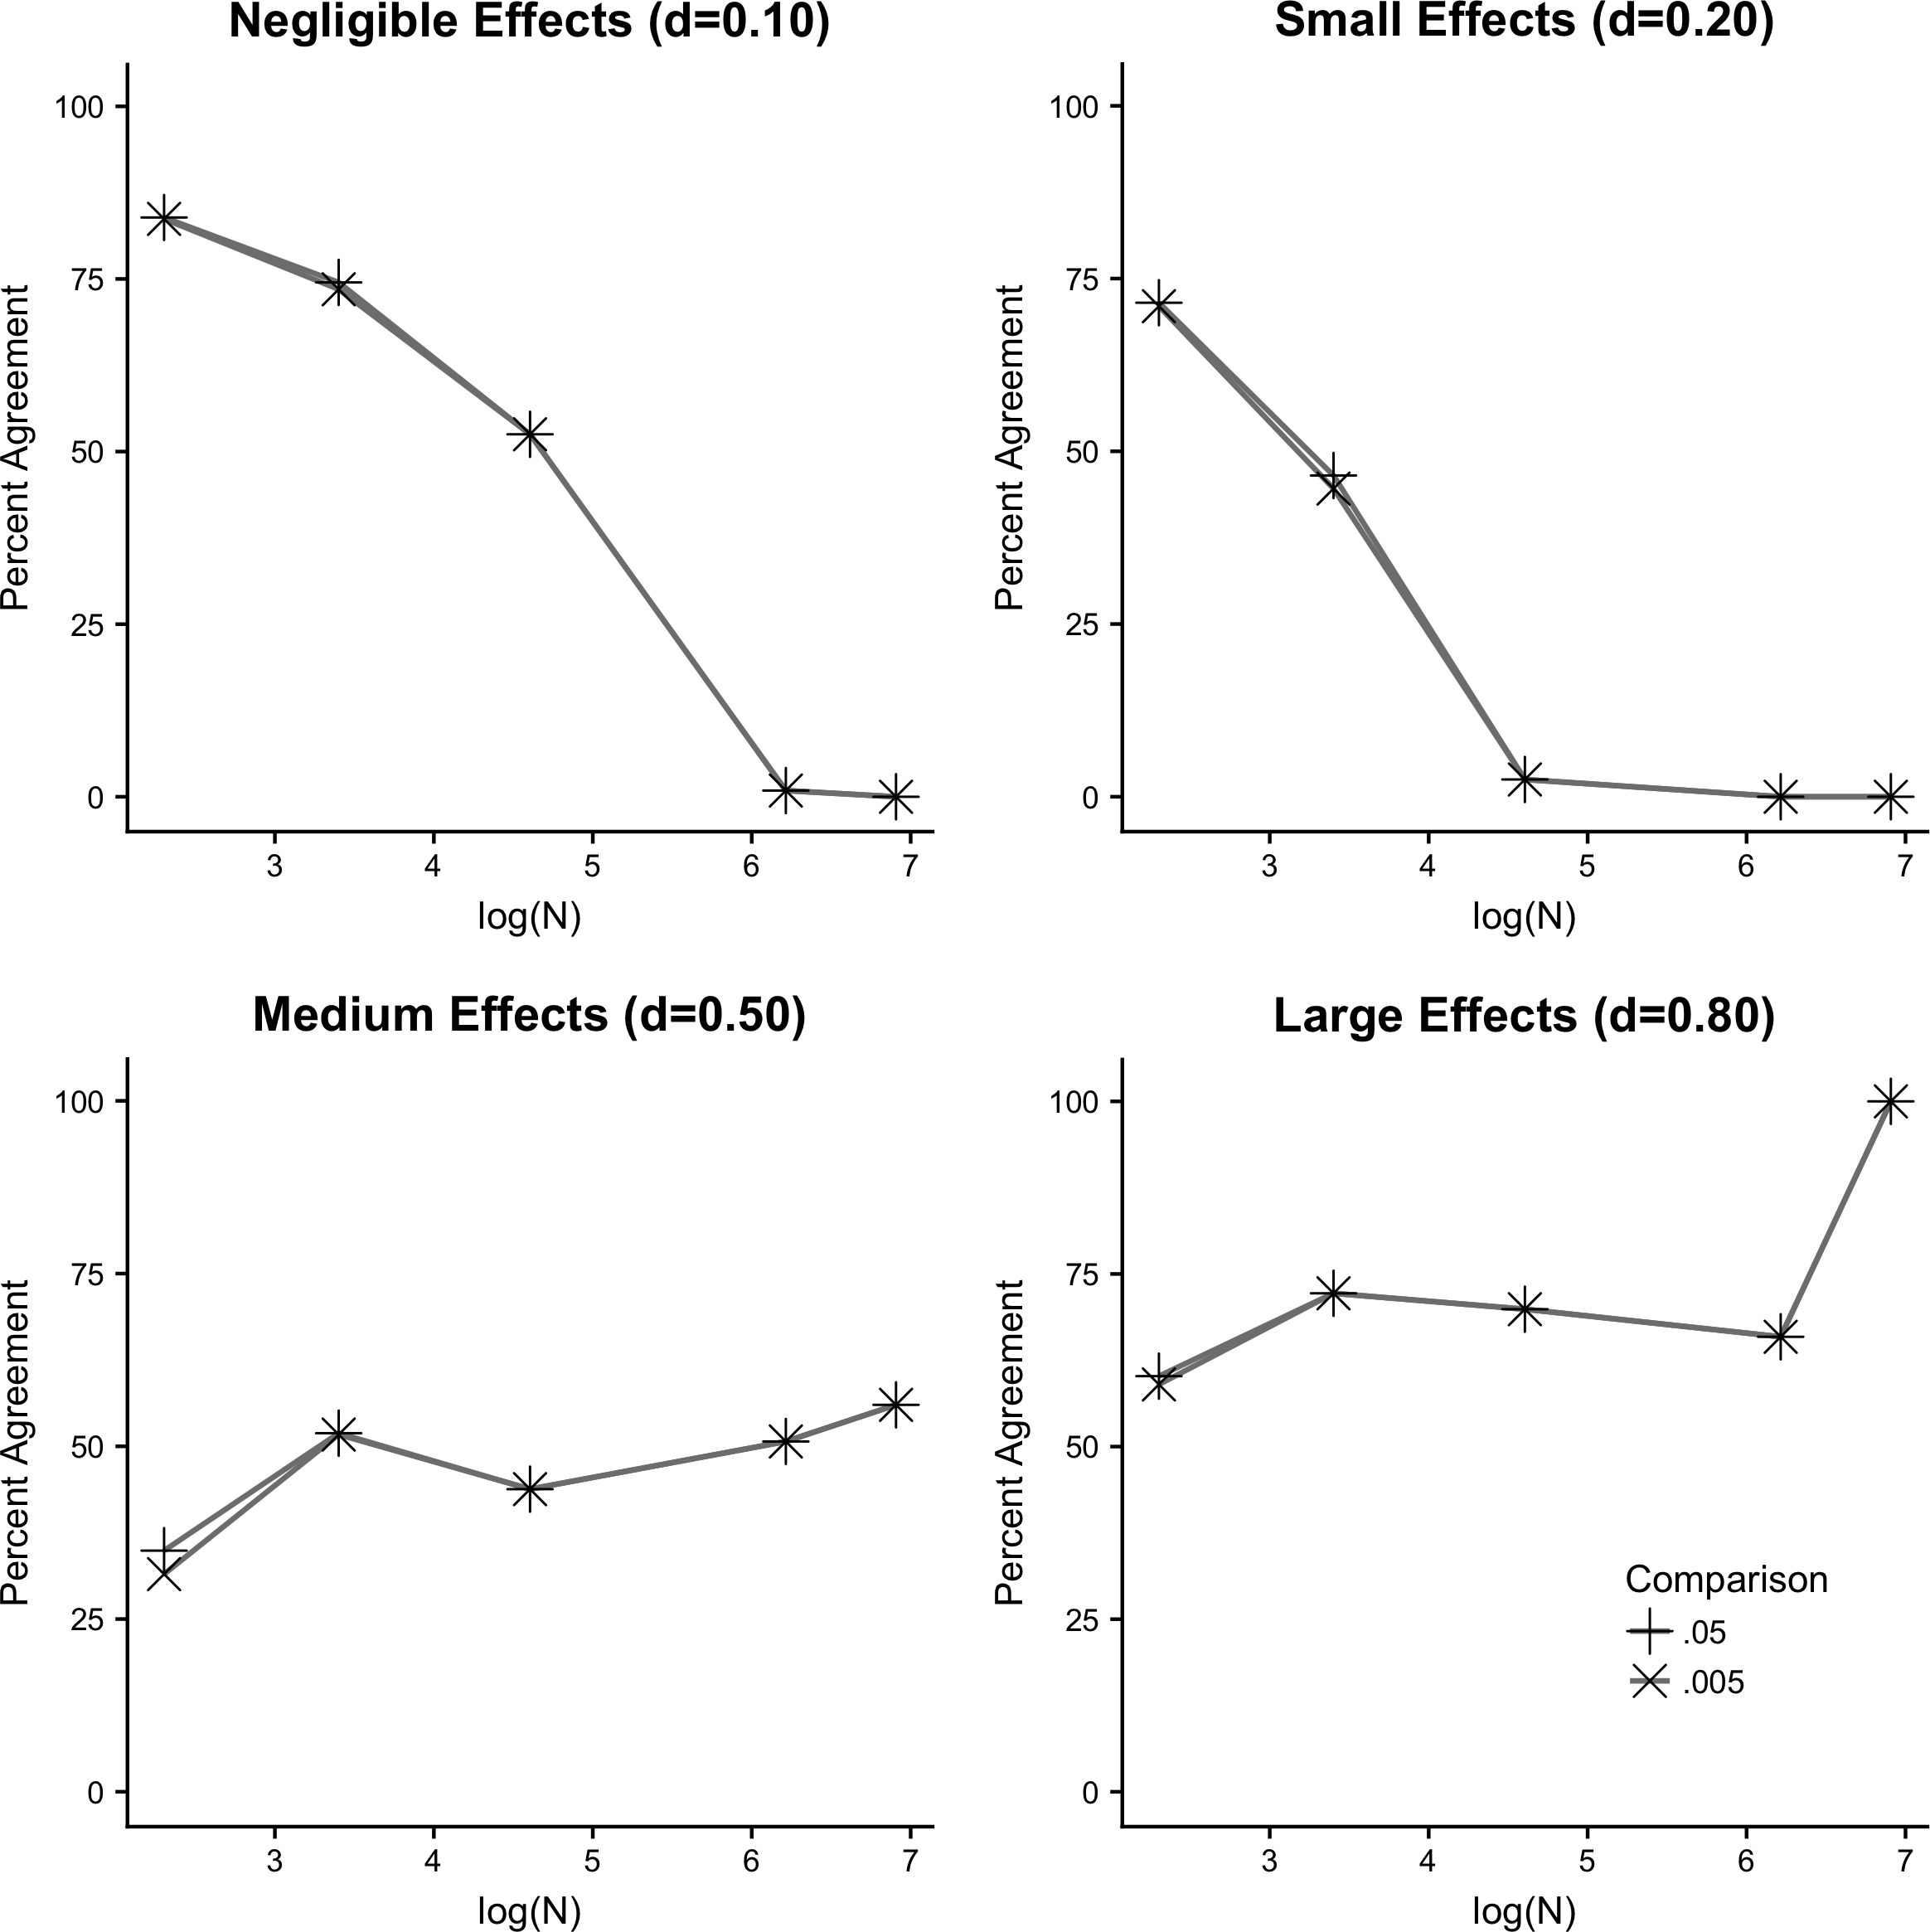 Negligible Effects (d=0.10)
100
75
50
25
0
Percent Agreement
3 4 5 6 7
log(N)
Small Effects (d=0.20)
100
75
50
25
0
Percent Agreement
3 4 5 6 7
log(N)
Medium Effects (d=0.50)
100
75
50
25
0
Percent Agreement
3 4 5 6 7
log(N)
Large Effects (d=0.80)
100
75
50
25
0
Percent Agreement
Comparison
.05
.005
3 4 5 6 7
log(N)